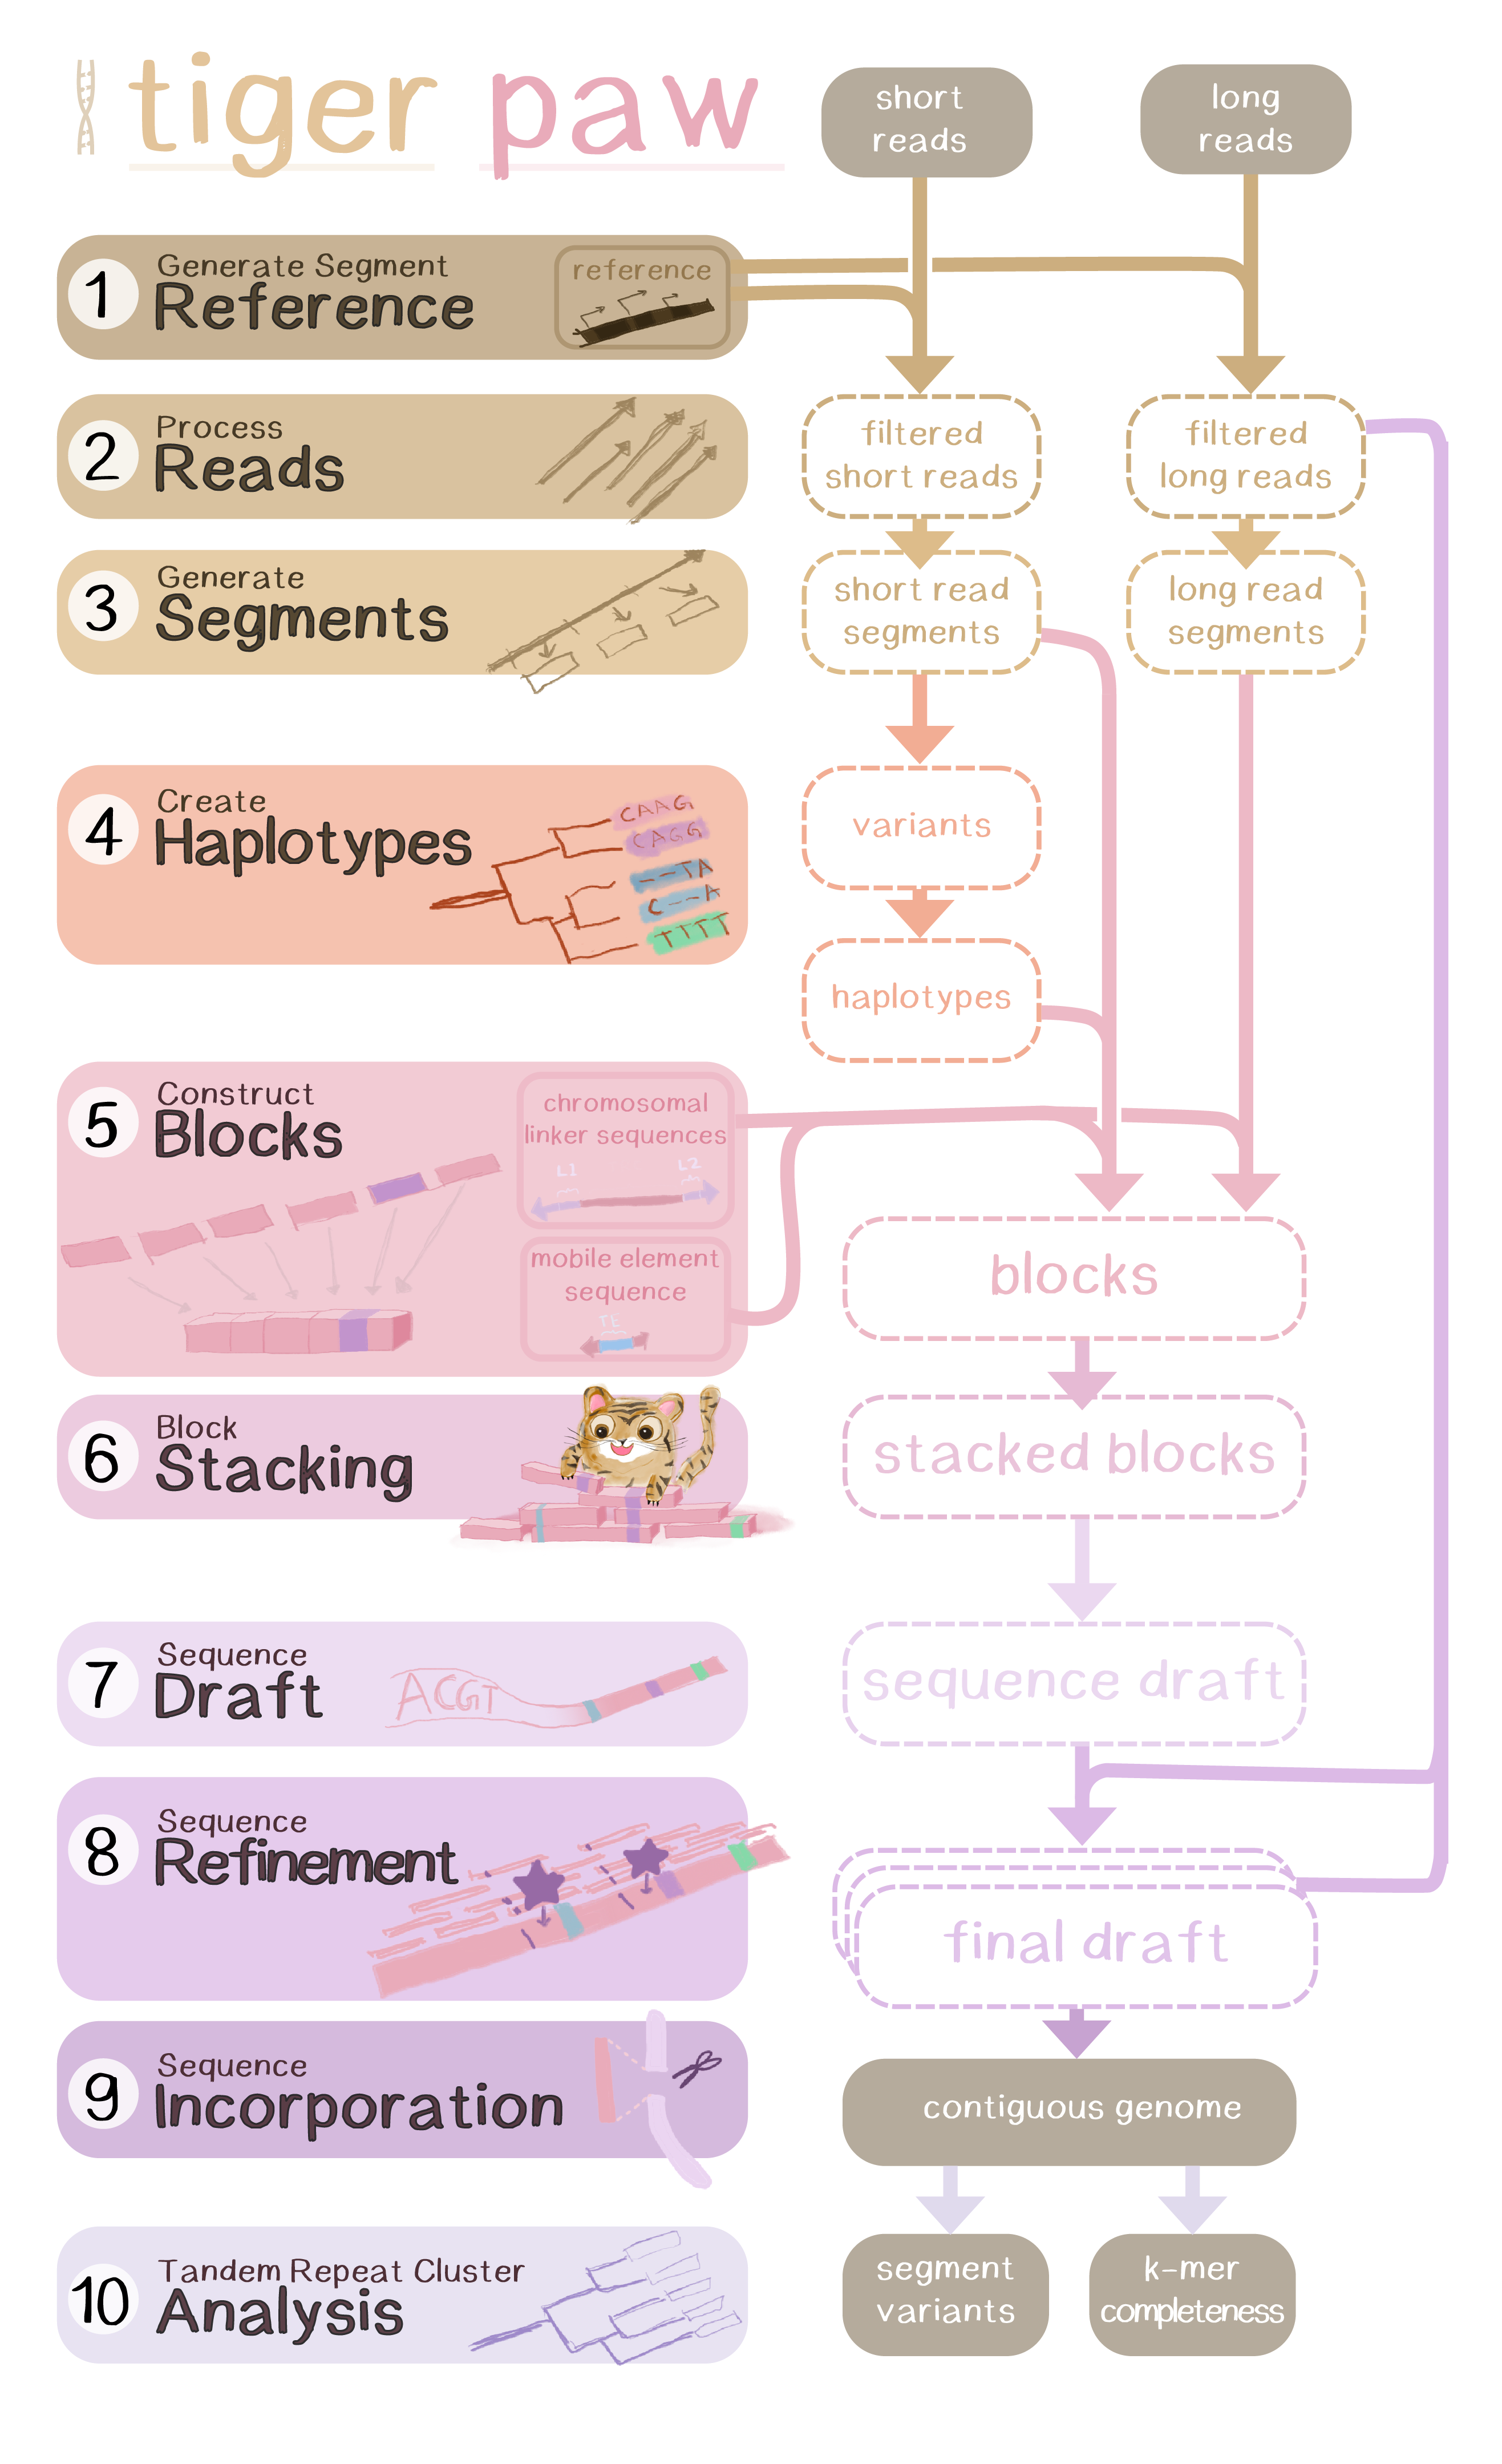 tiger paw
short
reads
long
reads
1
Generate Segment
Reference
reference
2
Process
Reads
filtered
short reads
filtered
long reads
3
Generate
Segments
short read
segments
long read
segments
4
Create
Haplotypes
CAAG
CAGG
--TA
C--A
TTTT
variants
haplotypes
5
Construct
Blocks
chromosomal
linker sequences
L1
L2
mobile element
sequence
TE
blocks
6
Block
Stacking
stacked blocks
7
Sequence
Draft
ACGT
sequence draft
8
Sequence
Refinement
final draft
9
Sequence
Incorporation
contiguous genome
10
Tandem Repeat Cluster
Analysis
segment
variants
k-mer
completeness